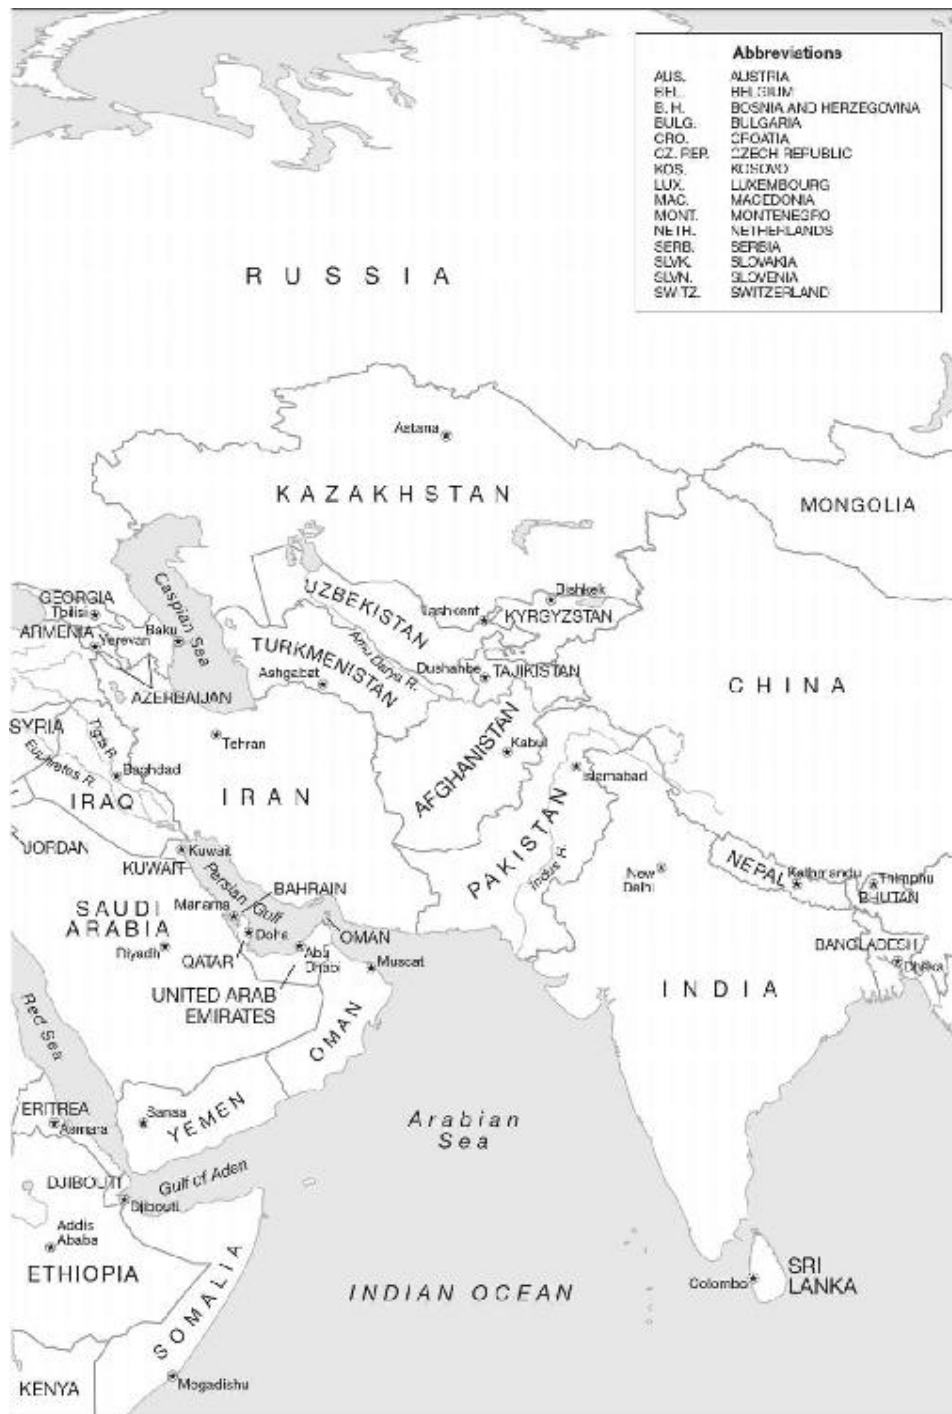 Abbreviations
AUS. AUSTRIA
BEL. BELGIUM
B. H. BOSNIA AND HERZEGOVINA
BULG. BULGARIA
CRO. CROATIA
CZ. REP. CZECH REPUBLIC
KOS. KOSOVO
LUX. LUXEMBOURG
MAC. MACEDONIA
MONT. MONTENEGRO
NETH. NETHERLANDS
SERB. SERBIA
SLVK. SLOVAKIA
SLVN. SLOVENIA
SWITZ. SWITZERLAND
RUSSIA
Astana
KAZAKHSTAN
MONGOLIA
Caspian Sea
GEORGIA
Tbilisi
ARMENIA
Yerevan
Baku
AZERBAIJAN
UZBEKISTAN
Tashkent
Bishkek
KYRGYZSTAN
TURKMENISTAN
Ashgabat
Amu Darya R.
Dushanbe
TAJIKISTAN
CHINA
SYRIA
Tigris R.
Euphrates R.
Baghdad
IRAQ
Tehran
IRAN
AFGHANISTAN
Kabul
Islamabad
PAKISTAN
Indus R.
JORDAN
KUWAIT
Kuwait
Persian Gulf
New
Delhi
NEPAL
Kathmandu
Thimphu
BHUTAN
SAUDI
ARABIA
Riyadh
Manama
BAHRAIN
Doha
QATAR
Abu
Dhabi
OMAN
Muscat
UNITED ARAB
EMIRATES
OMAN
BANGLADESH
Dhaka
INDIA
Red Sea
ERITREA
Asmara
Sanaa
YEMEN
Arabian
Sea
DJIBOUTI
Djibouti
Gulf of Aden
Addis
Ababa
ETHIOPIA
SOMALIA
INDIAN OCEAN
Colombo
SRI
LANKA
KENYA
Mogadishu